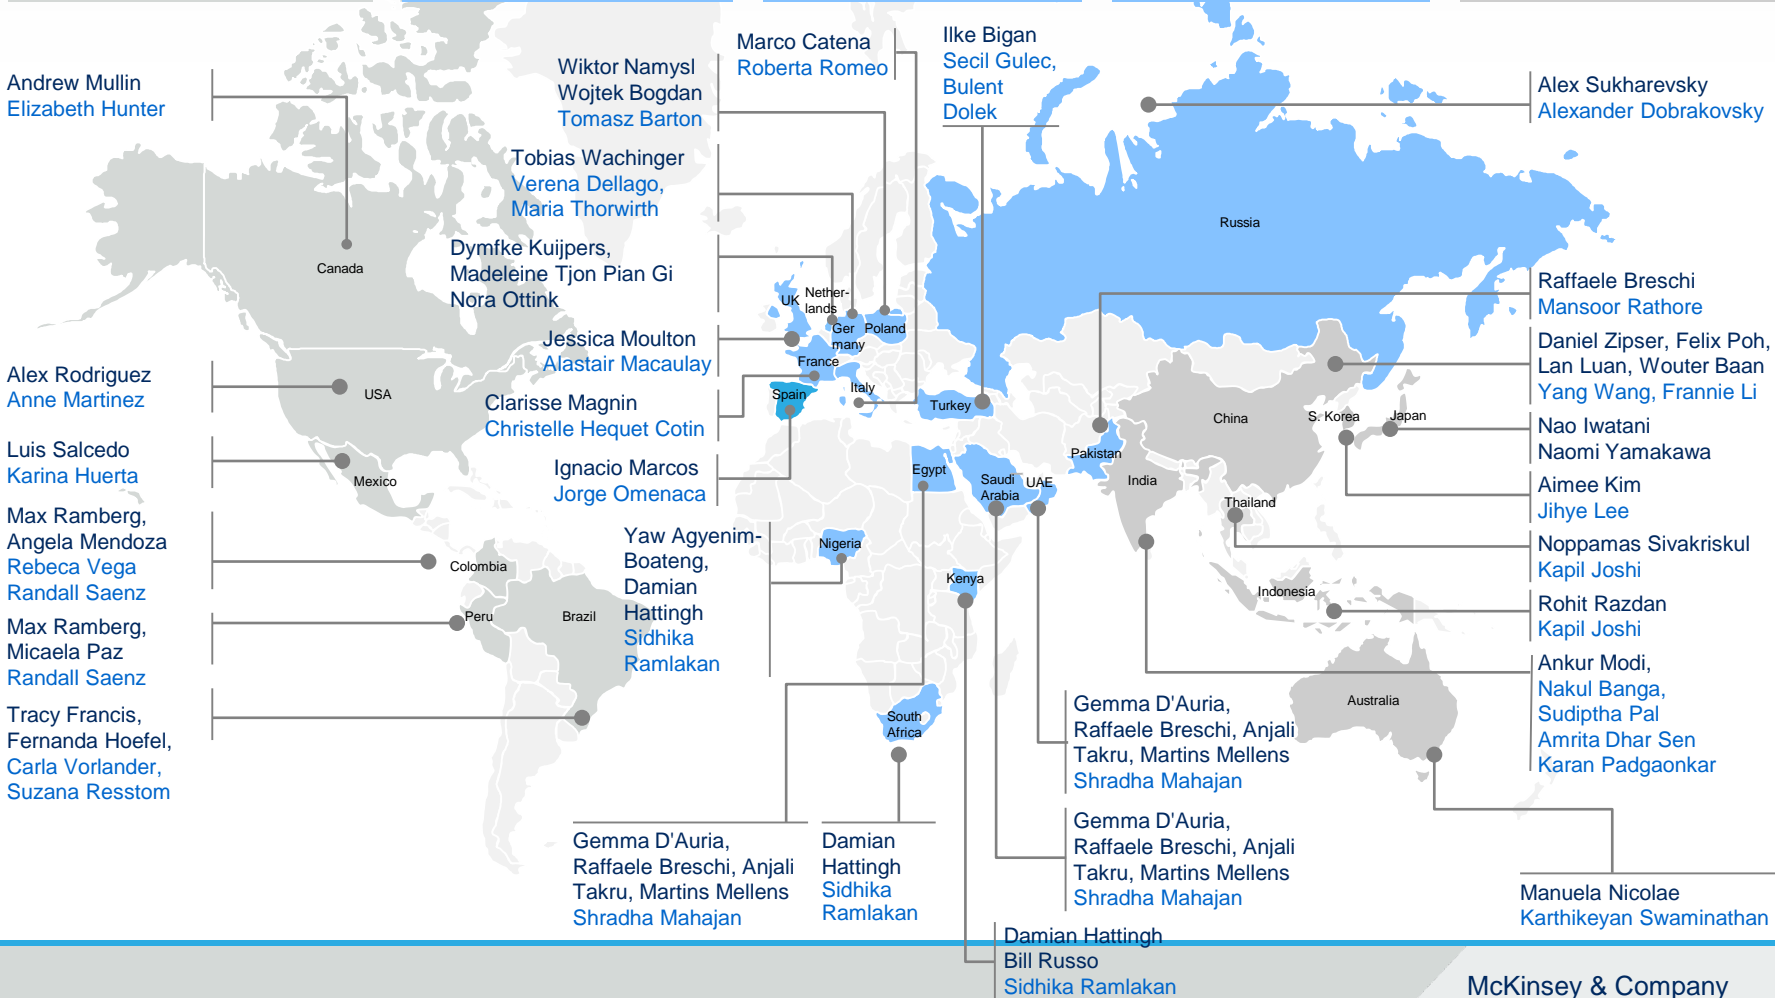 Andrew Mullin
Elizabeth Hunter
Alex Rodriguez
Anne Martinez
Luis Salcedo
Karina Huerta
Max Ramberg,
Angela Mendoza
Rebeca Vega
Randall Saenz
Max Ramberg,
Micaela Paz
Randall Saenz
Tracy Francis,
Fernanda Hoefel,
Carla Vorlander,
Suzana Resstom
Canada
USA
Mexico
Colombia
Peru
Brazil
Marco Catena
Roberta Romeo
Wiktor Namysl
Wojtek Bogdan
Tomasz Barton
Tobias Wachinger
Verena Dellago,
Maria Thorwirth
Dymfke Kuijpers,
Madeleine Tjon Pian Gi
Nora Ottink
Jessica Moulton
Alastair Macaulay
Clarisse Magnin
Christelle Hequet Cotin
Ignacio Marcos
Jorge Omenaca
Yaw Agyenim-
Boateng,
Damian
Hattingh
Sidhika
Ramlakan
Ilke Bigan
Secil Gulec,
Bulent
Dolek
UK
Nether-
lands
Ger
many
Poland
France
Italy
Spain
Turkey
Russia
Egypt
Saudi
Arabia
UAE
Nigeria
Kenya
South
Africa
Pakistan
India
China
S. Korea
Japan
Thailand
Indonesia
Australia
Alex Sukharevsky
Alexander Dobrakovsky
Raffaele Breschi
Mansoor Rathore
Daniel Zipser, Felix Poh,
Lan Luan, Wouter Baan
Yang Wang, Frannie Li
Nao Iwatani
Naomi Yamakawa
Aimee Kim
Jihye Lee
Noppamas Sivakriskul
Kapil Joshi
Rohit Razdan
Kapil Joshi
Ankur Modi,
Nakul Banga,
Sudiptha Pal
Amrita Dhar Sen
Karan Padgaonkar
Gemma D'Auria,
Raffaele Breschi, Anjali
Takru, Martins Mellens
Shradha Mahajan
Gemma D'Auria,
Raffaele Breschi, Anjali
Takru, Martins Mellens
Shradha Mahajan
Gemma D'Auria,
Raffaele Breschi, Anjali
Takru, Martins Mellens
Shradha Mahajan
Damian
Hattingh
Sidhika
Ramlakan
Manuela Nicolae
Karthikeyan Swaminathan
Damian Hattingh
Bill Russo
Sidhika Ramlakan
McKinsey & Company